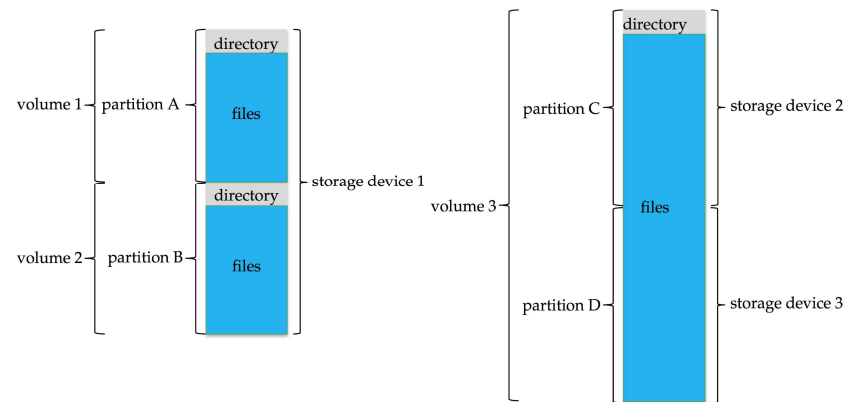 directory
volume 1
partition A
files
storage device 1
directory
volume 2
partition B
files
directory
partition C
storage device 2
volume 3
files
partition D
storage device 3